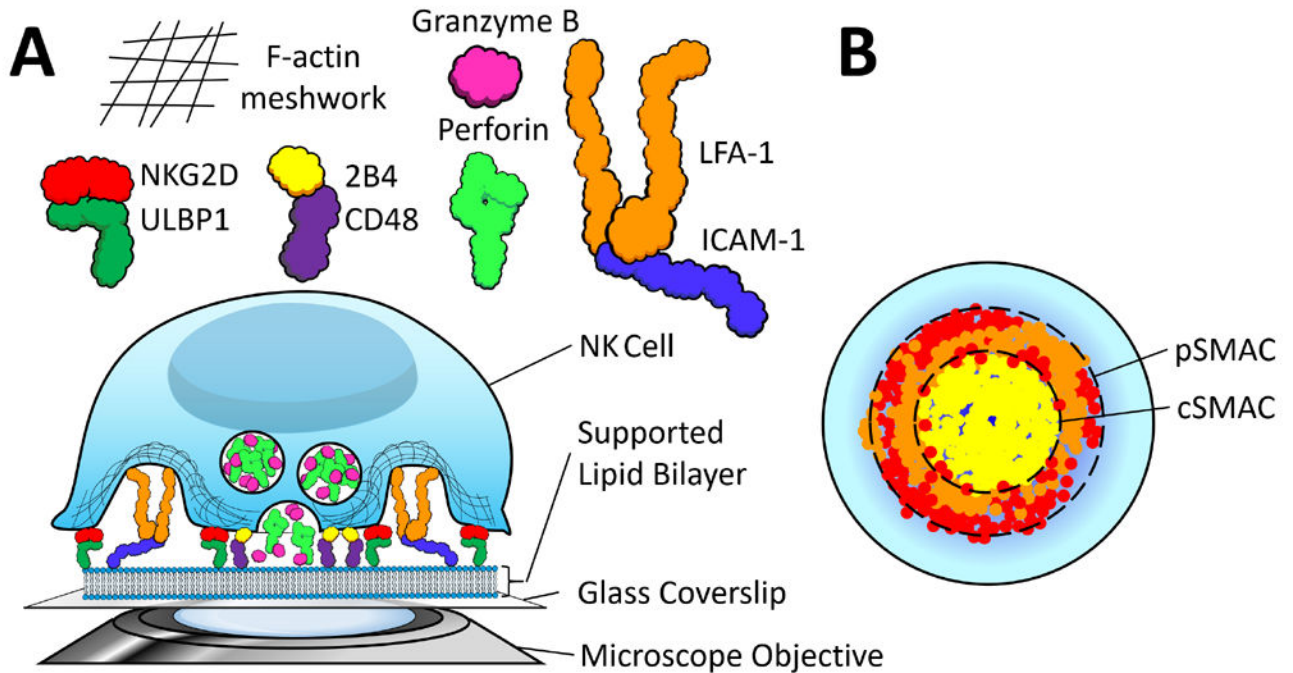 A
F-actin
meshwork
Granzyme B
Perforin
NKG2D
ULBP1
2B4
CD48
LFA-1
ICAM-1
NK Cell
Supported
Lipid Bilayer
Glass Coverslip
Microscope Objective
B
pSMAC
cSMAC